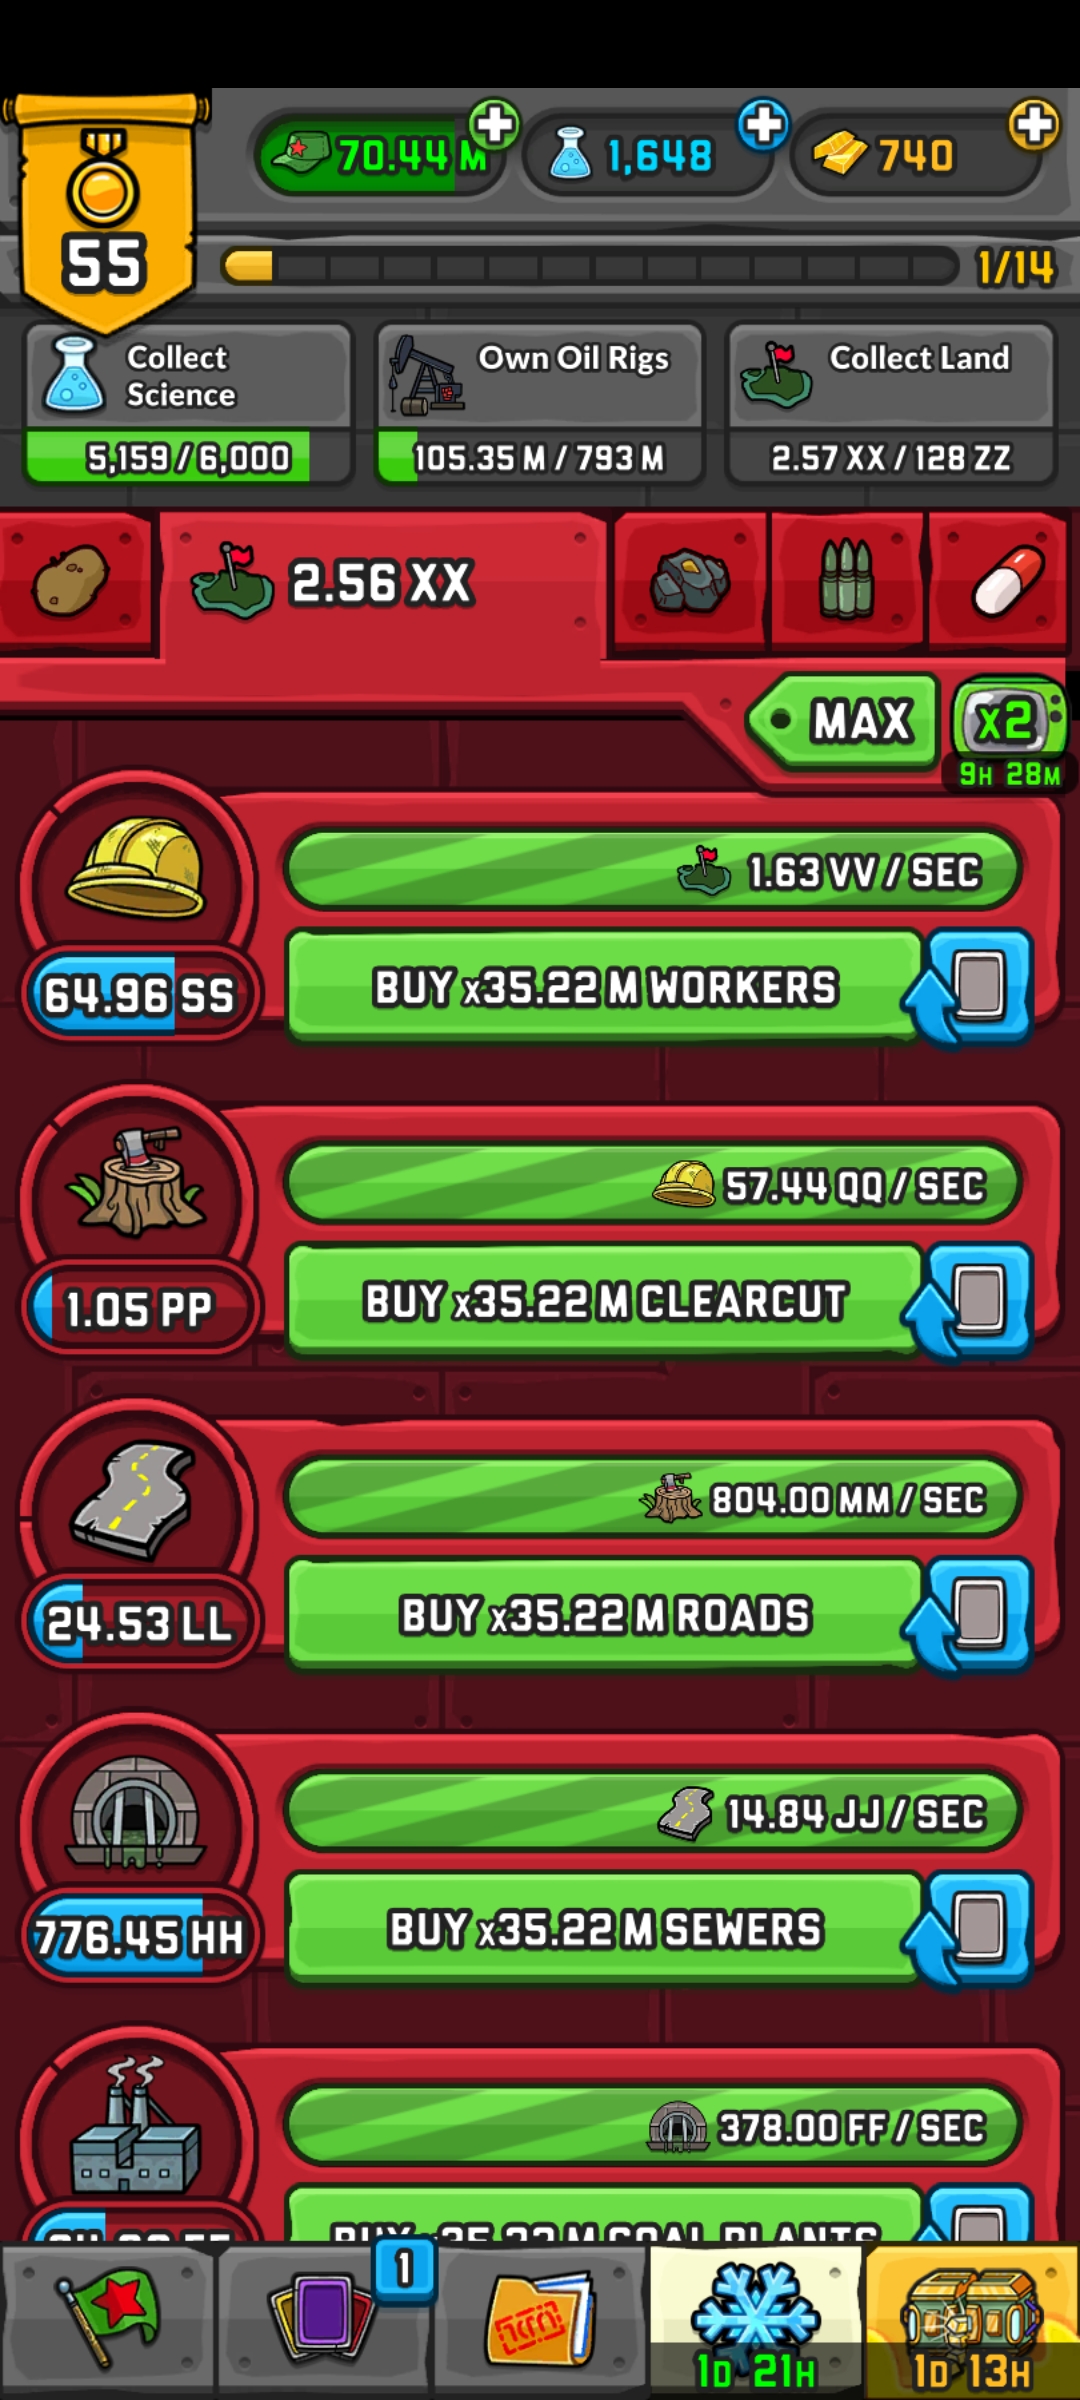 70.44 M
1,648
740
55
1/14
Collect
Science
5,159 / 6,000
Own Oil Rigs
105.35 M / 793 M
Collect Land
2.57 XX / 128 ZZ
2.56 XX
MAX
x2
9H 28M
1.63 VV / SEC
64.96 SS
BUY x35.22 M WORKERS
57.44 QQ / SEC
1.05 PP
BUY x35.22 M CLEARCUT
804.00 MM / SEC
24.53 LL
BUY x35.22 M ROADS
14.84 JJ / SEC
776.45 HH
BUY x35.22 M SEWERS
378.00 FF / SEC
BUY x35.22 M COAL PLANTS
1
1D 21H
1D 13H